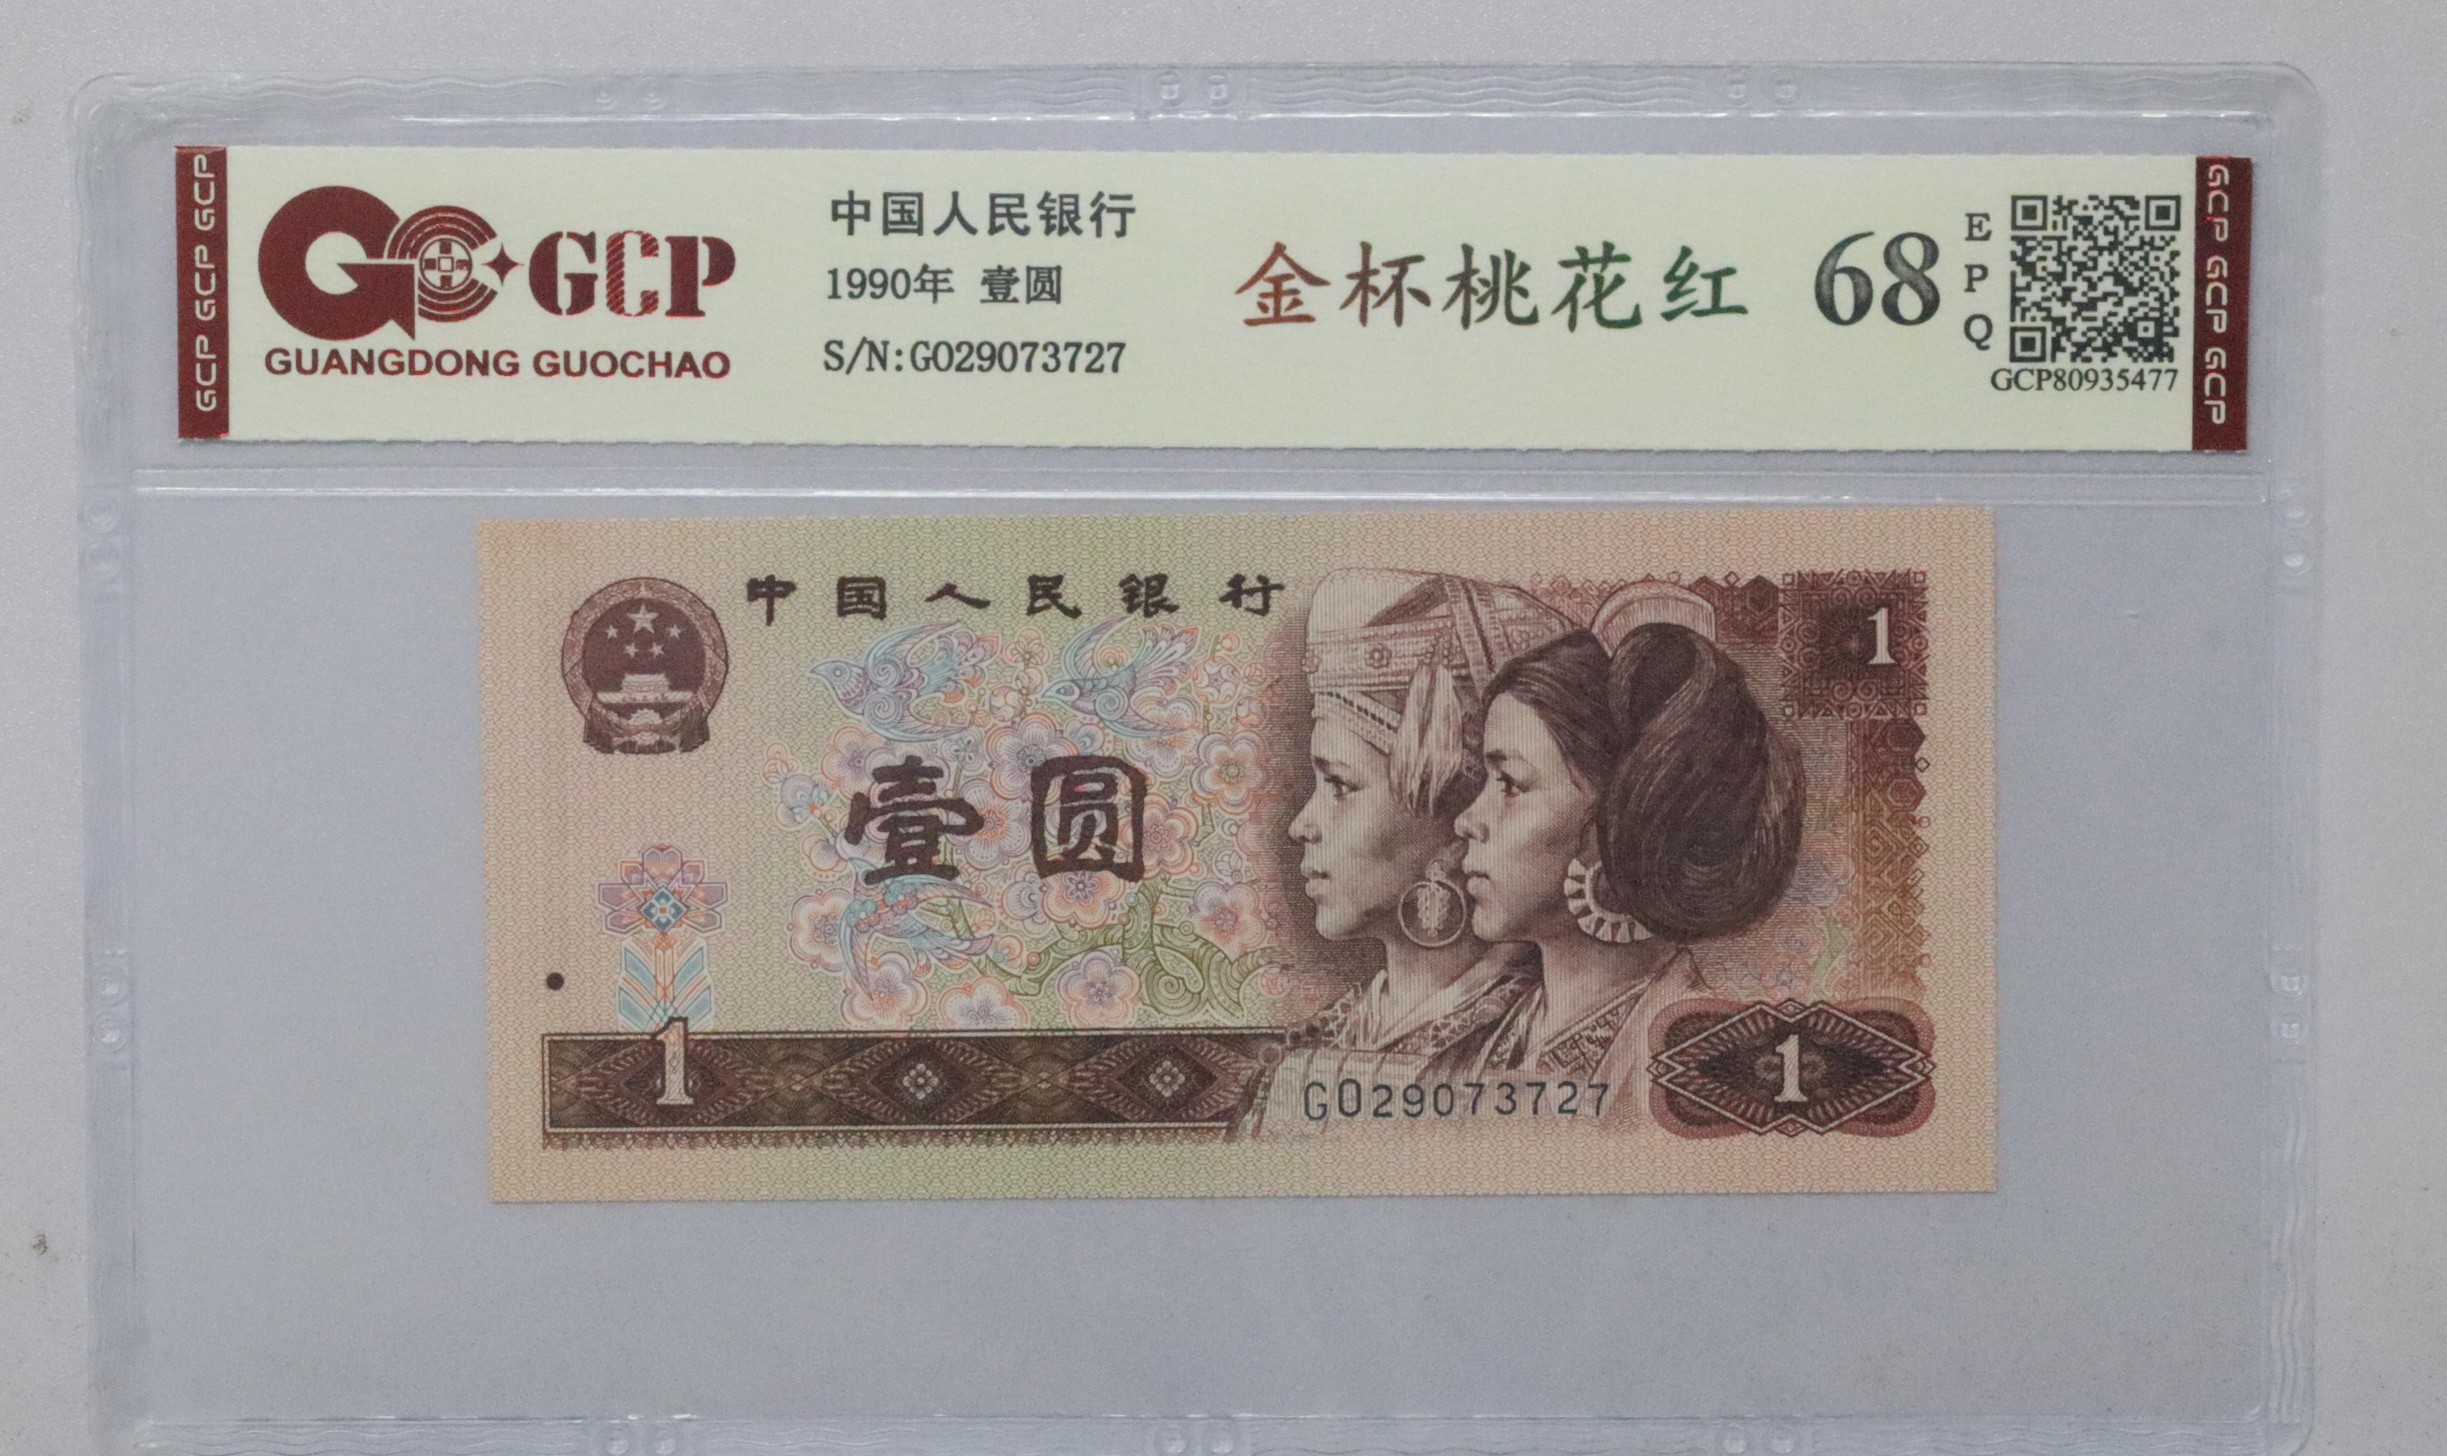 GCP GCP GCP
GCP
GUANGDONG GUOCHAO
中国人民银行
1990年 壹圆
S/N:GO29073727
金杯桃花红
68
EPQ
GCP80935477
GCP GCP GCP
中国人民银行
1
壹圆
1
GO29073727
1